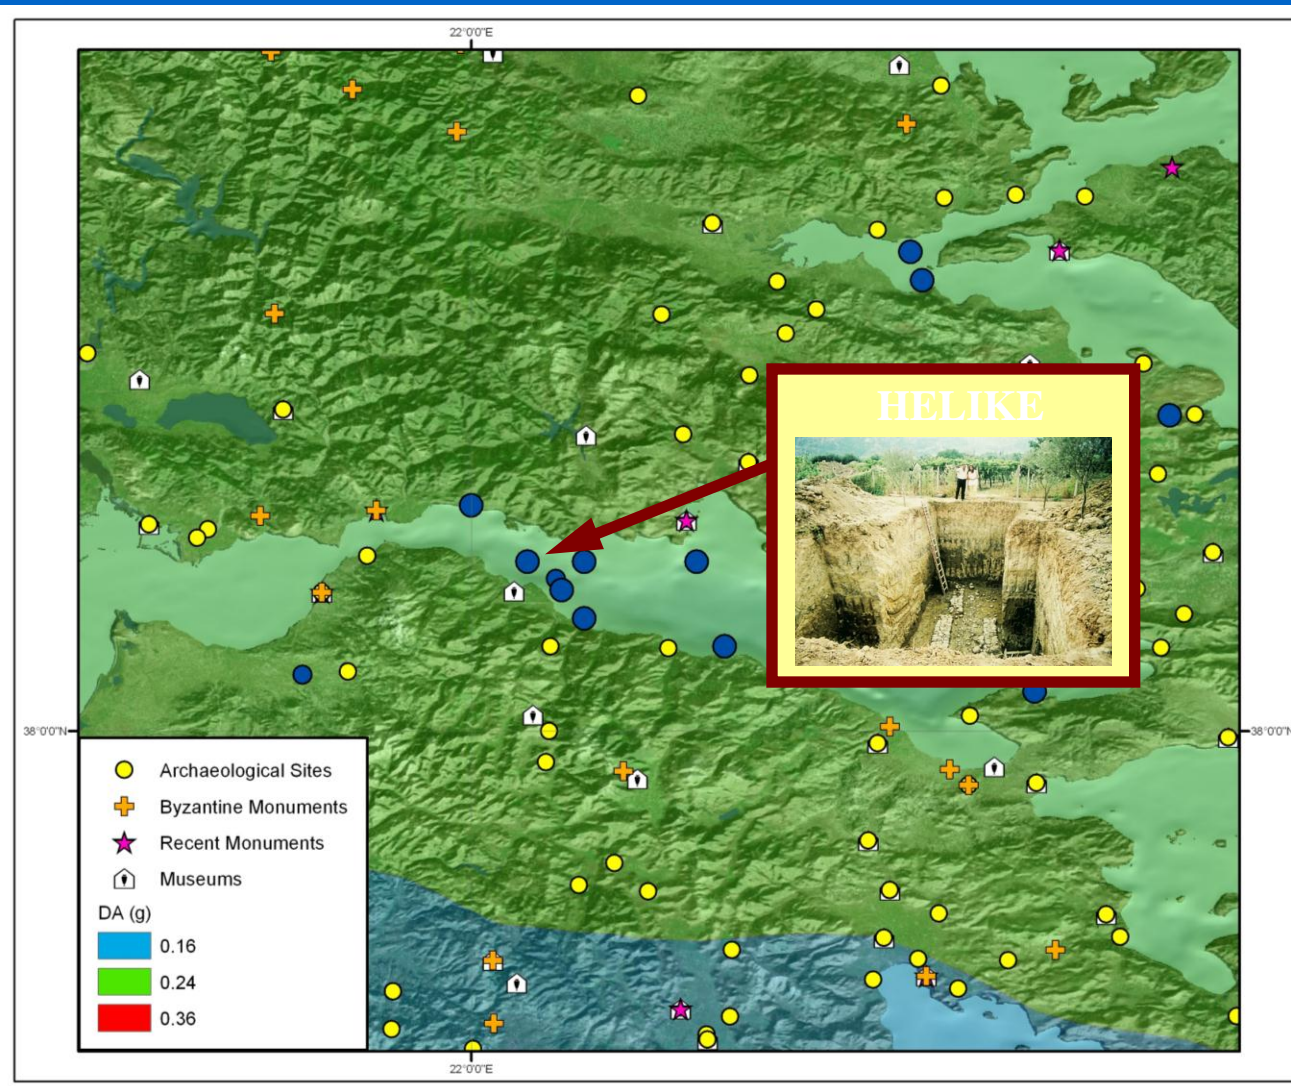 22°0'0"E
HELIKE
38°0'0"N
38°0'0"N
Archaeological Sites
Byzantine Monuments
Recent Monuments
Museums
DA (g)
0.16
0.24
0.36
22°0'0"E